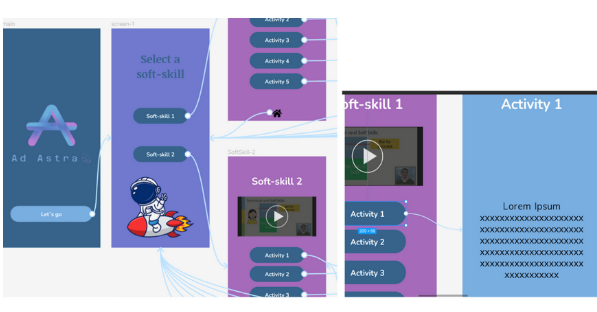 main
screen-1
Select a
soft-skill
Soft-skill 1
Soft-skill 2
Ad Astra
Let's go
Activity 2
Activity 3
Activity 4
Activity 5
SoftSkill-2
Soft-skill 2
Activity 1
Activity 2
Activity 3
oft-skill 1
Activity 1
Activity 2
Activity 3
Activity 1
Lorem Ipsum
xxxxxxxxxxxxxxxxxxxxx
xxxxxxxxxxxxxxxxxxxxx
xxxxxxxxxxxxxxxxxxxxx
xxxxxxxxxxxxxxxxxxxxx
xxxxxxxxxxxxxxxxxxxxx
xxxxxxxxxxx